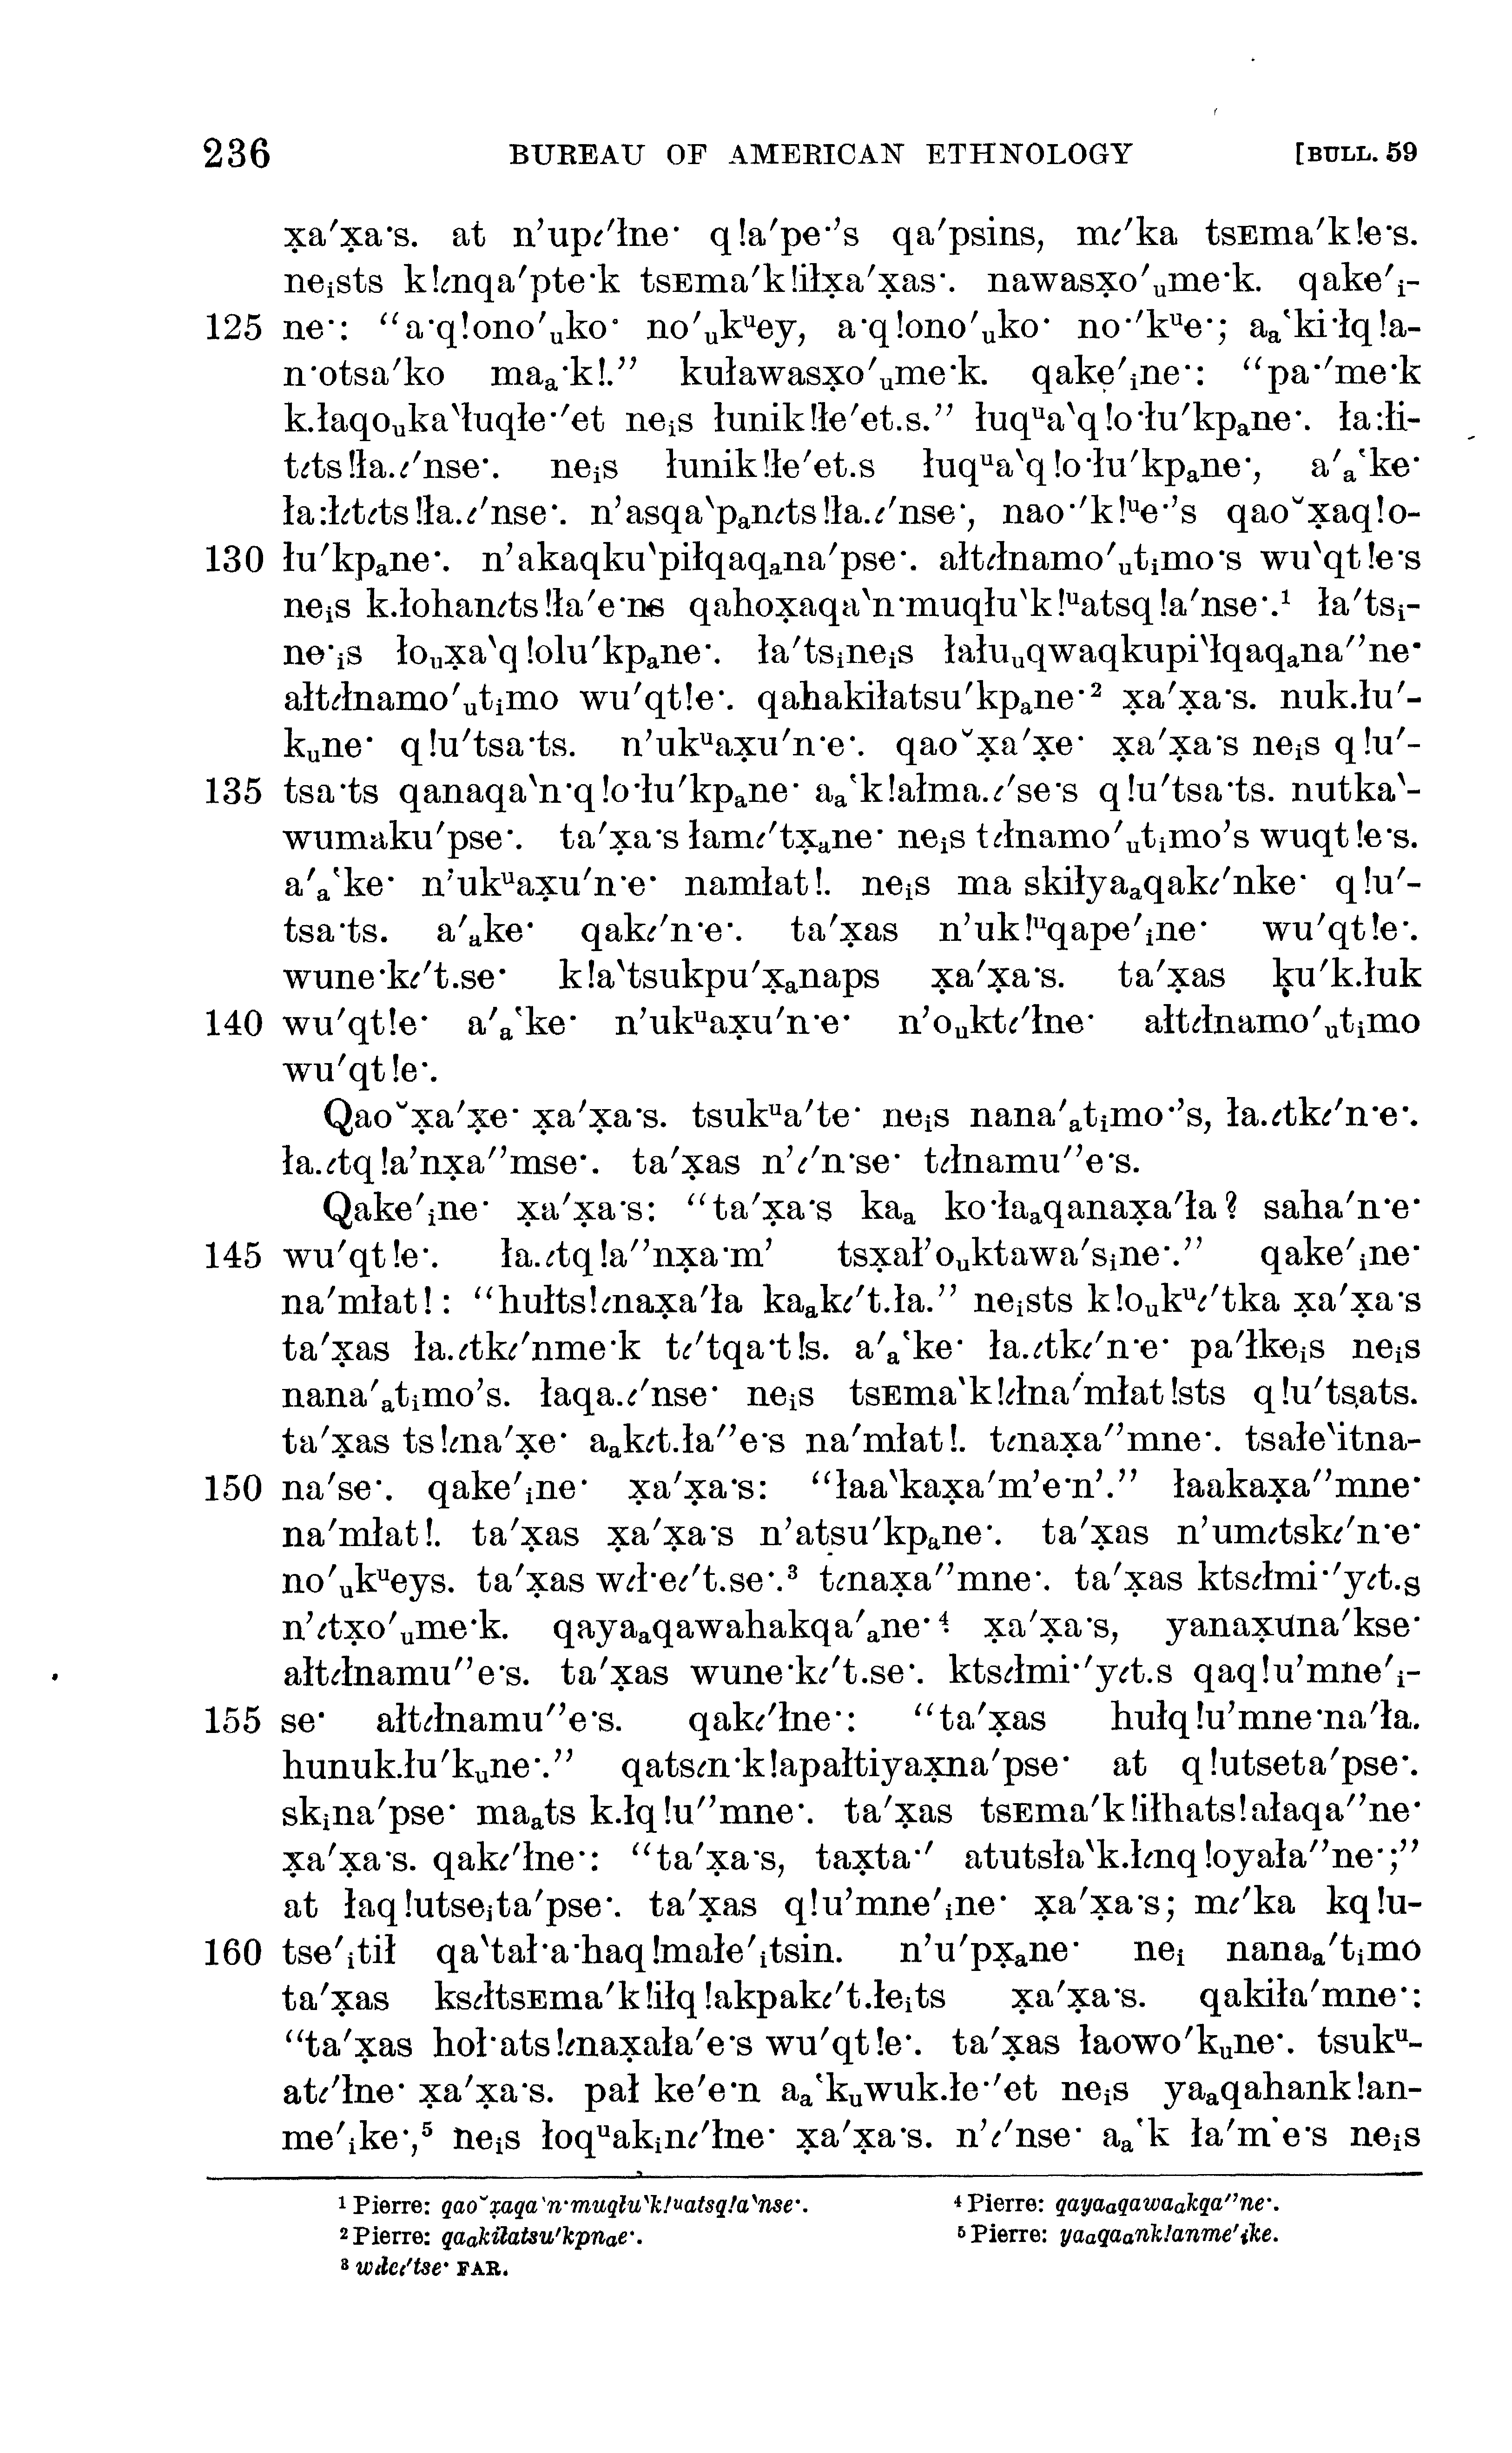 236 BUREAU OF AMERICAN ETHNOLOGY [BULL. 59
x̣a′x̣a·s. at n’upɩ′łne· q!a′pe·’s qa′psins, mɩ′ka tsᴇma′k!e·s.
neᵢsts k!ɩnqa′pte·k tsᴇma′k!iłx̣a′x̣as·. nawasx̣o′ᵤme·k. qake′ᵢ-
125 ne·: “a·q!ono′ᵤko· no′ᵤkᵘey, a·q!ono′ᵤko· no·′kᵘe·; aₐ‘ki·łq!a-
n·otsa′ko maₐ·k!.” kuławasx̣o′ᵤme·k. qakẹ′ᵢne·: “pa·′me·k
k.łaqoᵤka‵łuqłe·′et neᵢs łunik!łe′et.s.” łuqᵘa‵q!o·łu′kpₐne·. ła:łi-
tɩts!ła.ɩ′nse·. neᵢs łunik!łe′et.s łuqᵘa‵q!o·łu′kpₐne·, a′ₐ‘ke·
ła:łɩtɩts!ła.ɩ′nse·. n’asqa‵pₐnɩts!ła.ɩ′nse·, nao·′k!ᵘe·’s qao˘x̣aq!o-
130 łu′kpₐne·. n’akaqku‵piłqaqₐna′pse·. ałtɩłnamo′ᵤtᵢmo·s wu‵qt!e·s
neᵢs k.łohanɩts!ła′e·ns qahox̣aqa‵n·muqłu‵k!ᵘatsq!a′nse·.¹ ła′tsᵢ-
ne·ᵢs łoᵤx̣a‵q!olu′kpₐne·. ła′tsᵢneᵢs łałuᵤqwaqkupi‵łqaqₐna′′ne·
ałtɩłnamo′ᵤtᵢmo wu′qt!e·. qahakiłatsu′kpₐne·² x̣a′x̣a·s. nuk.łu′-
kᵤne· q!u′tsa·ts. n’ukᵘax̣u′n·e·. qao˘x̣a′x̣e· x̣a′x̣a·s neᵢs q!u′-
135 tsa·ts qanaqa‵n·q!o·łu′kpₐne· aₐ‘k!ałma.ɩ′se·s q!u′tsa·ts. nutka‵-
wumaku′pse·. ta′x̣a·s łamɩ′tx̣ₐne· neᵢs tɩłnamo′ᵤtᵢmo’s wuqt!e·s.
a′ₐ‘ke· n’ukᵘax̣u′n·e· namłat!. neᵢs ma skiłyaₐqakɩ′nke· q!u′-
tsa·ts. a′ₐke· qakɩ′n·e·. ta′x̣as n’uk!ᵘqape′ᵢne· wu′qt!e·.
wune·kɩ′t.se· k!a‵tsukpu′x̣ₐnaps x̣a′x̣a·s. ta′x̣as ḳu′k.łuk
140 wu′qt!e· a′ₐ‘ke· n’ukᵘax̣u′n·e· n’oᵤktɩ′łne· ałtɩłnamo′ᵤtᵢmo
wu′qt!e·.
Qao˘x̣a′x̣e· x̣a′x̣a·s. tsukᵘa′te· neᵢs nana′ₐtᵢmo·’s, ła.ɩtkɩ′n·e·.
ła.ɩtq!a’nx̣a′′mse·. ta′x̣as n’ɩ′n·se· tɩłnamu′′e·s.
Qake′ᵢne· x̣a′x̣a·s: “ta′x̣a·s kaₐ ko·łaₐqanax̣a′ła? saha′n·e·
145 wu′qt!e·. ła.ɩtq!a′′nx̣a·m’ tsx̣ał’oᵤktawa′sᵢne·.” qake′ᵢne·
na′młat!: “hułts!ɩnax̣a′ła kaₐkɩ′t.ła.” neᵢsts k!oᵤkᵘɩ′tka x̣a′x̣a·s
ta′x̣as ła.ɩtkɩ′nme·k tɩ′tqa·t!s. a′ₐ‘ke· ła.ɩtkɩ′n·e· pa′łkeᵢs neᵢs
nana′ₐtᵢmo’s. łaqa.ɩ′nse· neᵢs tsᴇma‵k!ɩłna′młat!sts q!u′tsats.
ta′x̣as ts!ɩna′x̣e· aₐkɩt.ła′′e·s na′młat!. tɩnax̣a′′mne·. tsałe‵itna-
150 na′se·. qake′ᵢne· x̣a′x̣a·s: “łaa‵kax̣a′m’e·n’.” łaakax̣a′′mne·
na′młat!. ta′x̣as x̣a′x̣a·s n’atsu′kpₐne·. ta′x̣as n’umɩtskɩ′n·e·
no′ᵤkᵘeys. ta′x̣as wɩł·eɩ′t.se·.³ tɩnax̣a′′mne·. ta′x̣as ktsɩłmi·′yɩt.s
n’ɩtx̣o′ᵤme·k. qayaₐqawahakqa′ₐne·⁴ x̣a′x̣a·s, yanax̣una′kse·
ałtɩłnamu′′e·s. ta′x̣as wune·kɩ′t.se·. ktsɩłmi·′yɩt.s qaq!u’mne′ᵢ-
155 se· ałtɩłnamu′′e·s. qakɩ′łne·: “ta′x̣as hułq!u’mne·na′ła.
hunuk.łu′kᵤne·.” qatsɩn·k!apałtiyax̣na′pse· at q!utseta′pse·.
skᵢna′pse· maₐts k.łq!u′′mne·. ta′x̣as tsᴇma′k!iłhats!ałaqa′′ne·
x̣a′x̣a·s. qakɩ′łne·: “ta′x̣a·s, tax̣ta·′ atutsła‵k.łɩnq!oyała′′ne·;”
at łaq!utseᵢta′pse·. ta′x̣as q!u’mne′ᵢne· x̣a′x̣a·s; mɩ′ka kq!u-
160 tse′ᵢtił qa‵tał·a·haq!małe′ᵢtsin. n’u′px̣ₐne· neᵢ nanaₐ′tᵢmo
ta′x̣as ksɩłtsᴇma′k!iłq!akpakɩ′t.łeᵢts x̣a′x̣a·s. qakiła′mne·:
“ta′x̣as hoł·ats!ɩnax̣ała′e·s wu′qt!e·. ta′x̣as łaowo′kᵤne·. tsukᵘ-
atɩ′łne· x̣a′x̣a·s. pał ke′e·n aₐ‘kᵤwuk.łe·′et neᵢs yaₐqahank!an-
me′ᵢke·,⁵ neᵢs łoqᵘakᵢnɩ′łne· x̣a′x̣a·s. n’ɩ′nse· aₐ‘k ła′m·e·s neᵢs
¹ Pierre: qao˘x̣aqa‵n·muqłu‵k!ᵘatsq!a‵nse·.
² Pierre: qaₐkiłatsu′kpnₐe·.
³ wɩłcɩ′tse· FAR.
⁴ Pierre: qayaₐqawaₐkqa′′ne·.
⁵ Pierre: yaₐqaₐnk!anme′ᵢke.